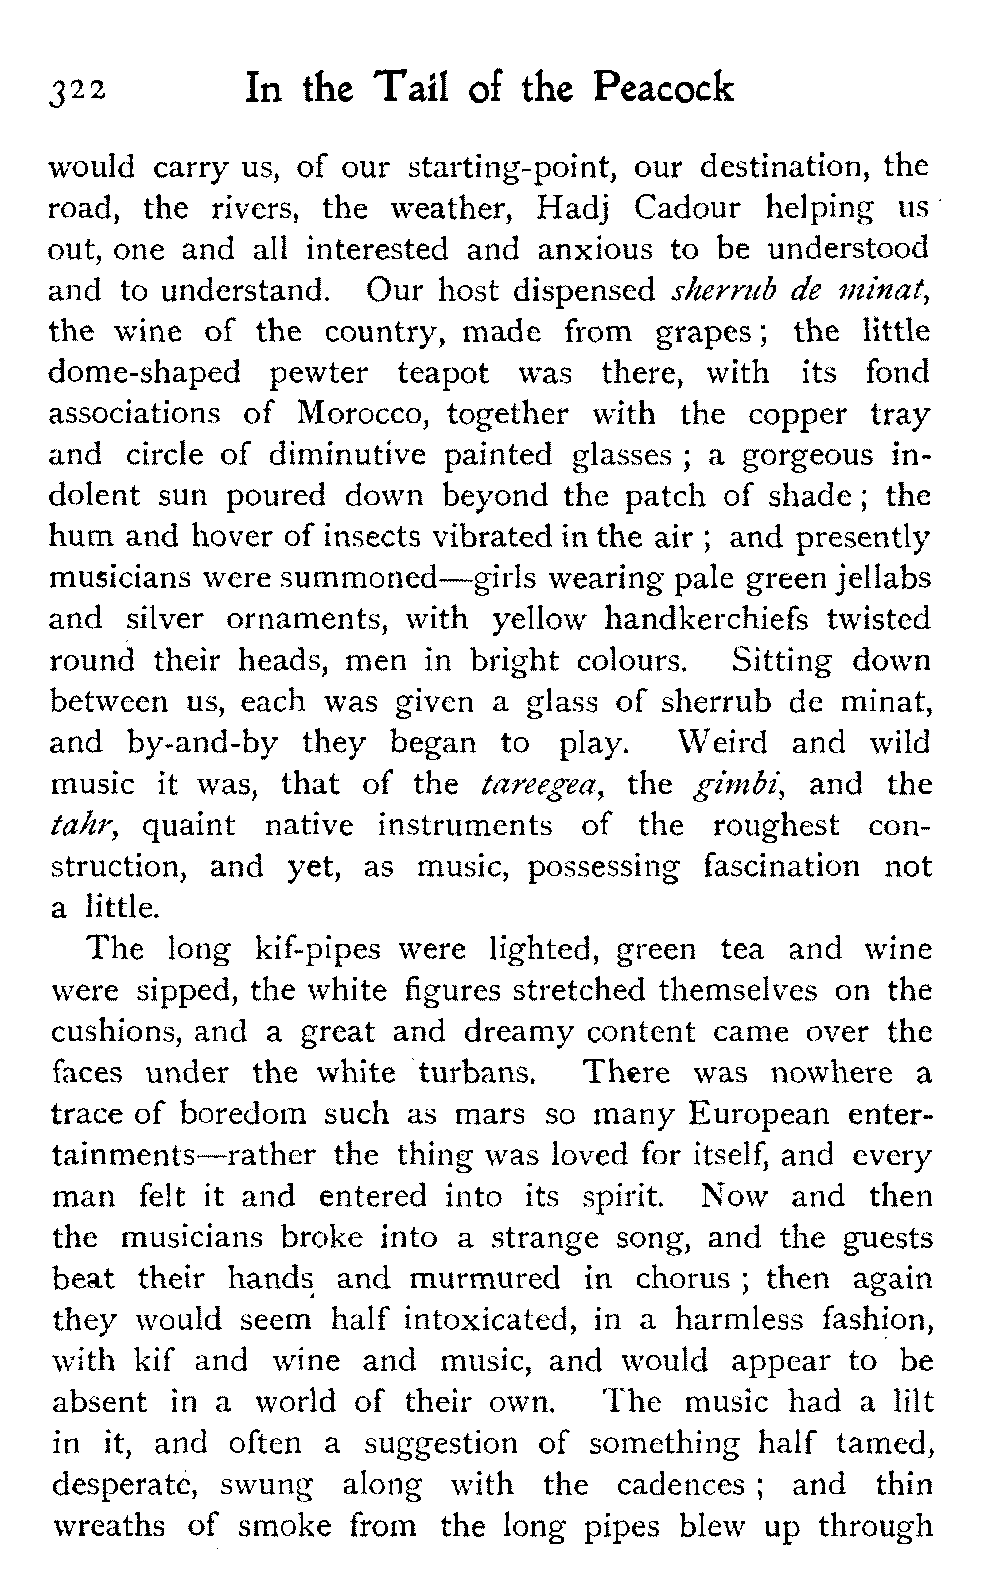 322 In the Tail of the Peacock
would carry us, of our starting-point, our destination, the
road, the rivers, the weather, Hadj Cadour helping us
out, one and all interested and anxious to be understood
and to understand. Our host dispensed sherrub de minat,
the wine of the country, made from grapes; the little
dome-shaped pewter teapot was there, with its fond
associations of Morocco, together with the copper tray
and circle of diminutive painted glasses; a gorgeous in-
dolent sun poured down beyond the patch of shade; the
hum and hover of insects vibrated in the air; and presently
musicians were summoned—girls wearing pale green jellabs
and silver ornaments, with yellow handkerchiefs twisted
round their heads, men in bright colours. Sitting down
between us, each was given a glass of sherrub de minat,
and by-and-by they began to play. Weird and wild
music it was, that of the tareegea, the gimbi, and the
tahr, quaint native instruments of the roughest con-
struction, and yet, as music, possessing fascination not
a little.
The long kif-pipes were lighted, green tea and wine
were sipped, the white figures stretched themselves on the
cushions, and a great and dreamy content came over the
faces under the white turbans. There was nowhere a
trace of boredom such as mars so many European enter-
tainments—rather the thing was loved for itself, and every
man felt it and entered into its spirit. Now and then
the musicians broke into a strange song, and the guests
beat their hands and murmured in chorus; then again
they would seem half intoxicated, in a harmless fashion,
with kif and wine and music, and would appear to be
absent in a world of their own. The music had a lilt
in it, and often a suggestion of something half tamed,
desperate, swung along with the cadences; and thin
wreaths of smoke from the long pipes blew up through